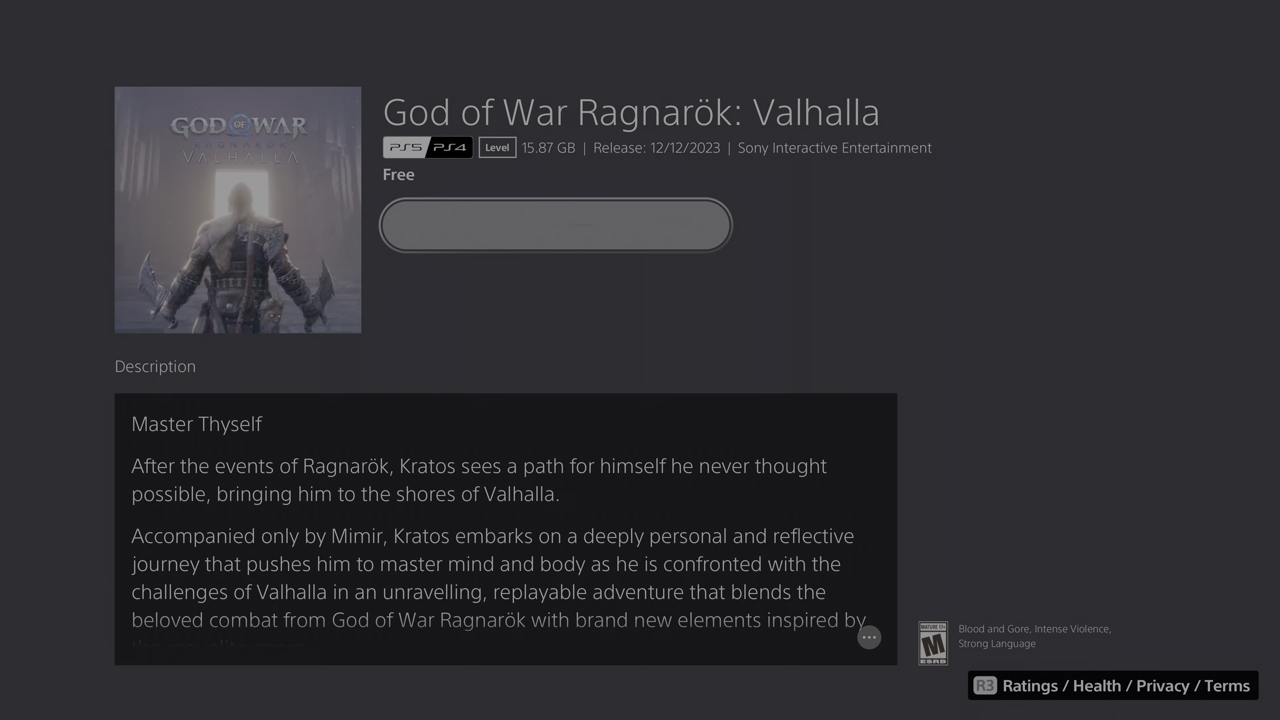 GOD OF WAR
RAGNARÖK
VALHALLA
God of War Ragnarök: Valhalla
PS5 PS4 Level 15.87 GB | Release: 12/12/2023 | Sony Interactive Entertainment
Free
Description
Master Thyself
After the events of Ragnarök, Kratos sees a path for himself he never thought
possible, bringing him to the shores of Valhalla.
Accompanied only by Mimir, Kratos embarks on a deeply personal and reflective
journey that pushes him to master mind and body as he is confronted with the
challenges of Valhalla in an unravelling, replayable adventure that blends the
beloved combat from God of War Ragnarök with brand new elements inspired by
MATURE 17+
M
ESRB
Blood and Gore, Intense Violence,
Strong Language
R3 Ratings / Health / Privacy / Terms